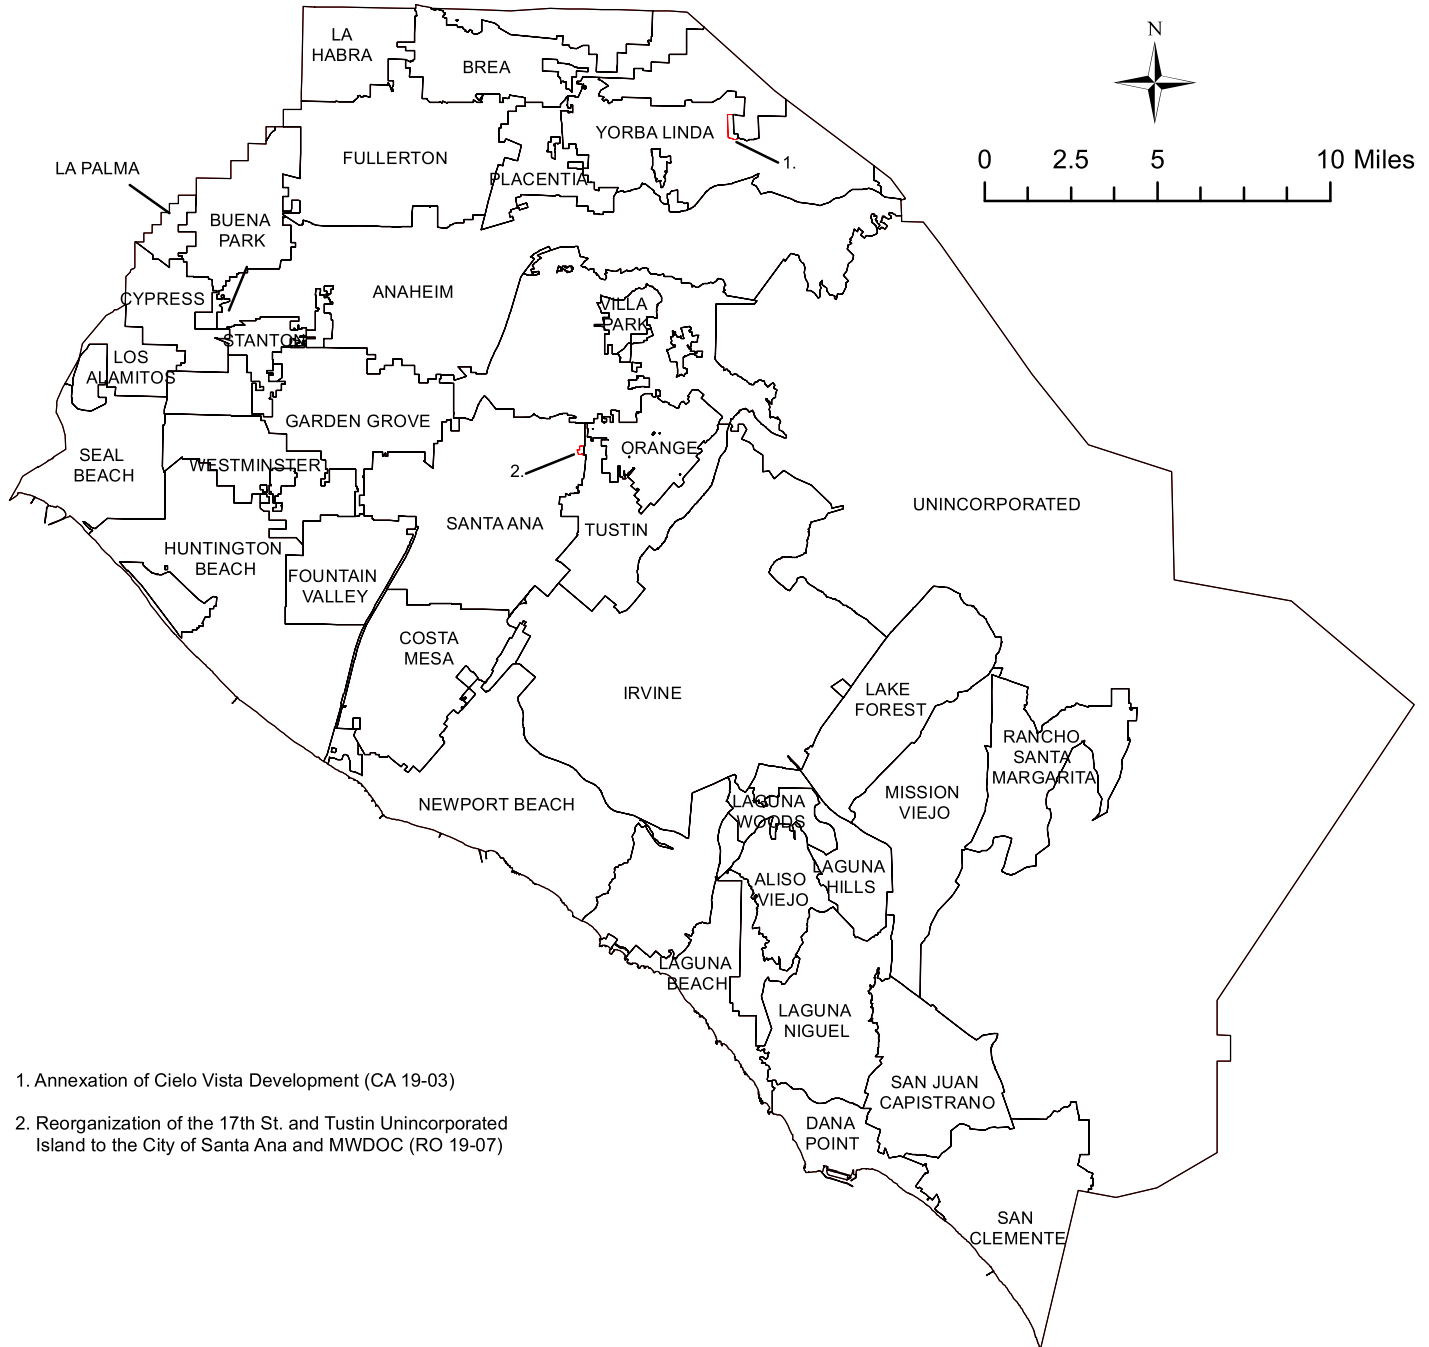 N
LA
HABRA
BREA
0 2.5 5 10 Miles
YORBA LINDA
FULLERTON
1.
LA PALMA
PLACENTIA
BUENA
PARK
ANAHEIM
CYPRESS
VILLA
PARK
STANTON
LOS
ALAMITOS
GARDEN GROVE
ORANGE
SEAL
BEACH
WESTMINSTER
2.
UNINCORPORATED
SANTA ANA
TUSTIN
HUNTINGTON
BEACH
FOUNTAIN
VALLEY
COSTA
MESA
IRVINE
LAKE
FOREST
RANCHO
SANTA
MARGARITA
MISSION
VIEJO
NEWPORT BEACH
LAGUNA
WOODS
LAGUNA
HILLS
ALISO
VIEJO
LAGUNA
BEACH
LAGUNA
NIGUEL
SAN JUAN
CAPISTRANO
DANA
POINT
SAN
CLEMENTE
1. Annexation of Cielo Vista Development (CA 19-03)
2. Reorganization of the 17th St. and Tustin Unincorporated
Island to the City of Santa Ana and MWDOC (RO 19-07)